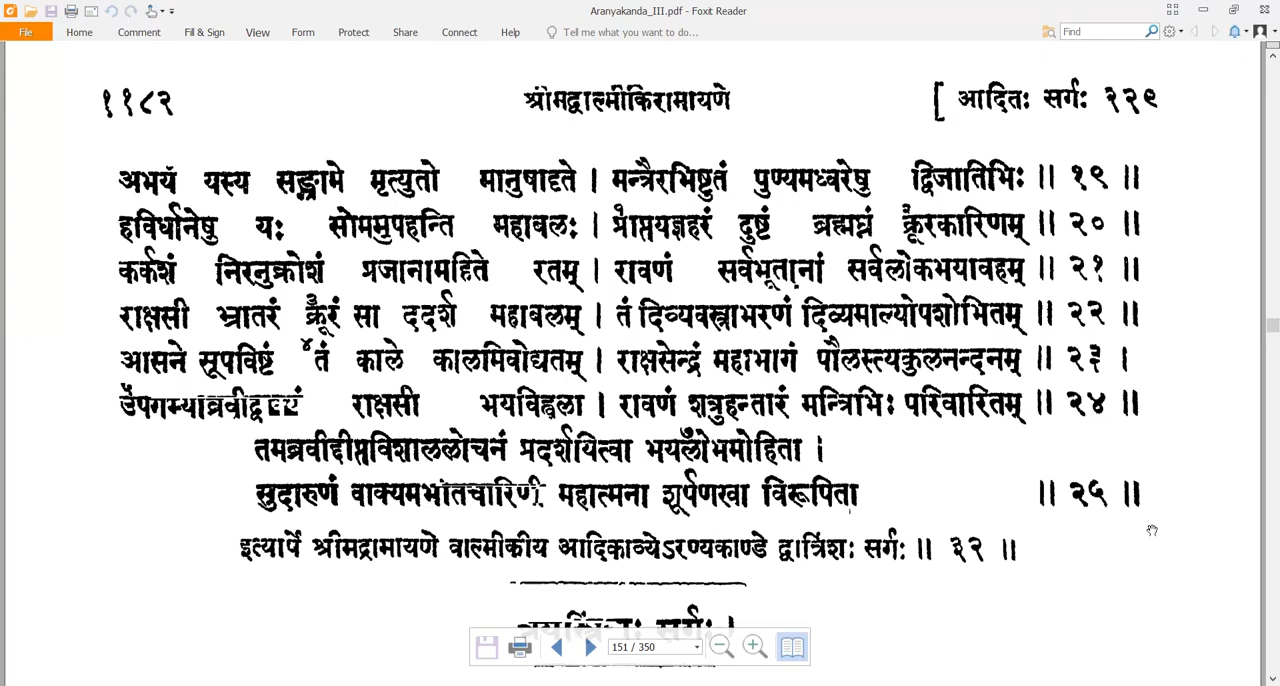 Aranyakanda_III.pdf - Foxit Reader
File Home Comment Fill & Sign View Form Protect Share Connect Help Tell me what you want to do... Find
११८२ श्रीमद्वाल्मीकिरामायणे [ आदितः सर्गः २२९
अभयं यस्य सङ्ग्रामे मृत्युतो मानुषादृते । मन्त्रैरभिष्टुतं पुण्यमध्वरेषु द्विजातिभिः ॥ १९ ॥
हविर्धानेषु यः सोममुपहन्ति महाबलः । प्राप्तयज्ञहरं दुष्टं ब्रह्मघ्नं क्रूरकारिणम् ॥ २० ॥
कर्कशं निरनुक्रोशं प्रजानामहिते रतम् । रावणं सर्वभूतानां सर्वलोकभयावहम् ॥ २१ ॥
राक्षसी भ्रातरं क्रूरं सा ददर्श महाबलम् । तं दिव्यवस्त्राभरणं दिव्यमाल्योपशोभितम् ॥ २२ ॥
आसने सूपविष्टं ४तं काले कालमिवोद्यतम् । राक्षसेन्द्रं महाभागं पौलस्त्यकुलनन्दनम् ॥ २३ ।
उपगम्याब्रवीद्वाक्यं राक्षसी भयविह्वला । रावणं शत्रुहन्तारं मन्त्रिभिः परिवारितम् ॥ २४ ॥
तमब्रवीद्दीप्तविशाललोचनं प्रदर्शयित्वा भयलोभमोहिता ।
सुदारुणं वाक्यमभीतचारिणी महात्मना शूर्पणखा विरूपिता ॥ २५ ॥
इत्यार्षे श्रीमद्रामायणे वाल्मीकीय आदिकाव्येऽरण्यकाण्डे द्वात्रिंशः सर्गः ॥ ३२ ॥
सर्गः ।
151 / 350